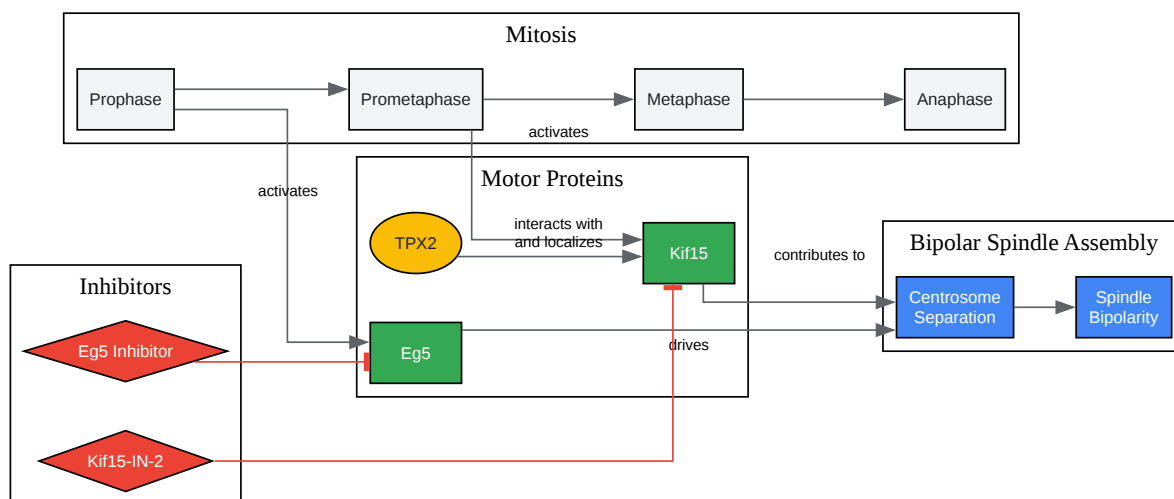 Mitosis
Prophase
Prometaphase
Metaphase
Anaphase
activates
activates
Motor Proteins
TPX2
interacts with
and localizes
Kif15
contributes to
Bipolar Spindle Assembly
Centrosome
Separation
Spindle
Bipolarity
Inhibitors
Eg5 Inhibitor
Eg5
drives
Kif15-IN-2